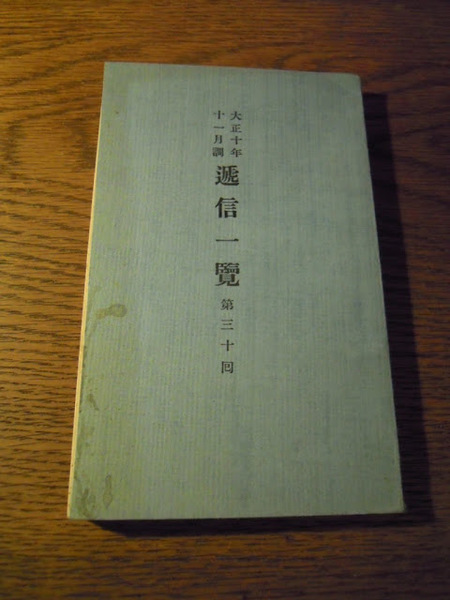 大正十年
十一月調
遞信一覽
第三十回